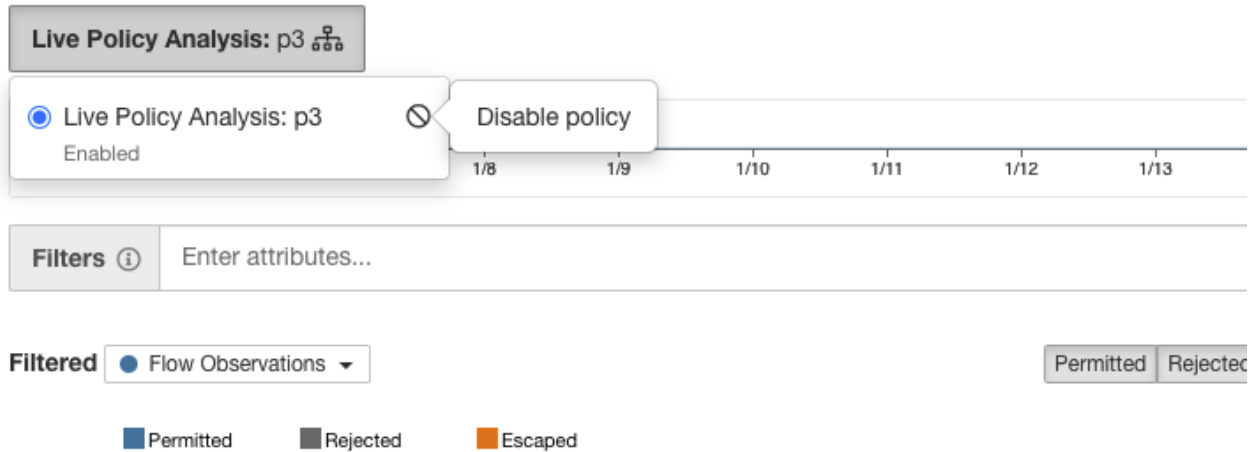 Live Policy Analysis: p3
Live Policy Analysis: p3
Enabled
Disable policy
1/8 1/9 1/10 1/11 1/12 1/13
Filters
Enter attributes...
Filtered Flow Observations
Permitted Rejected
Permitted Rejected Escaped